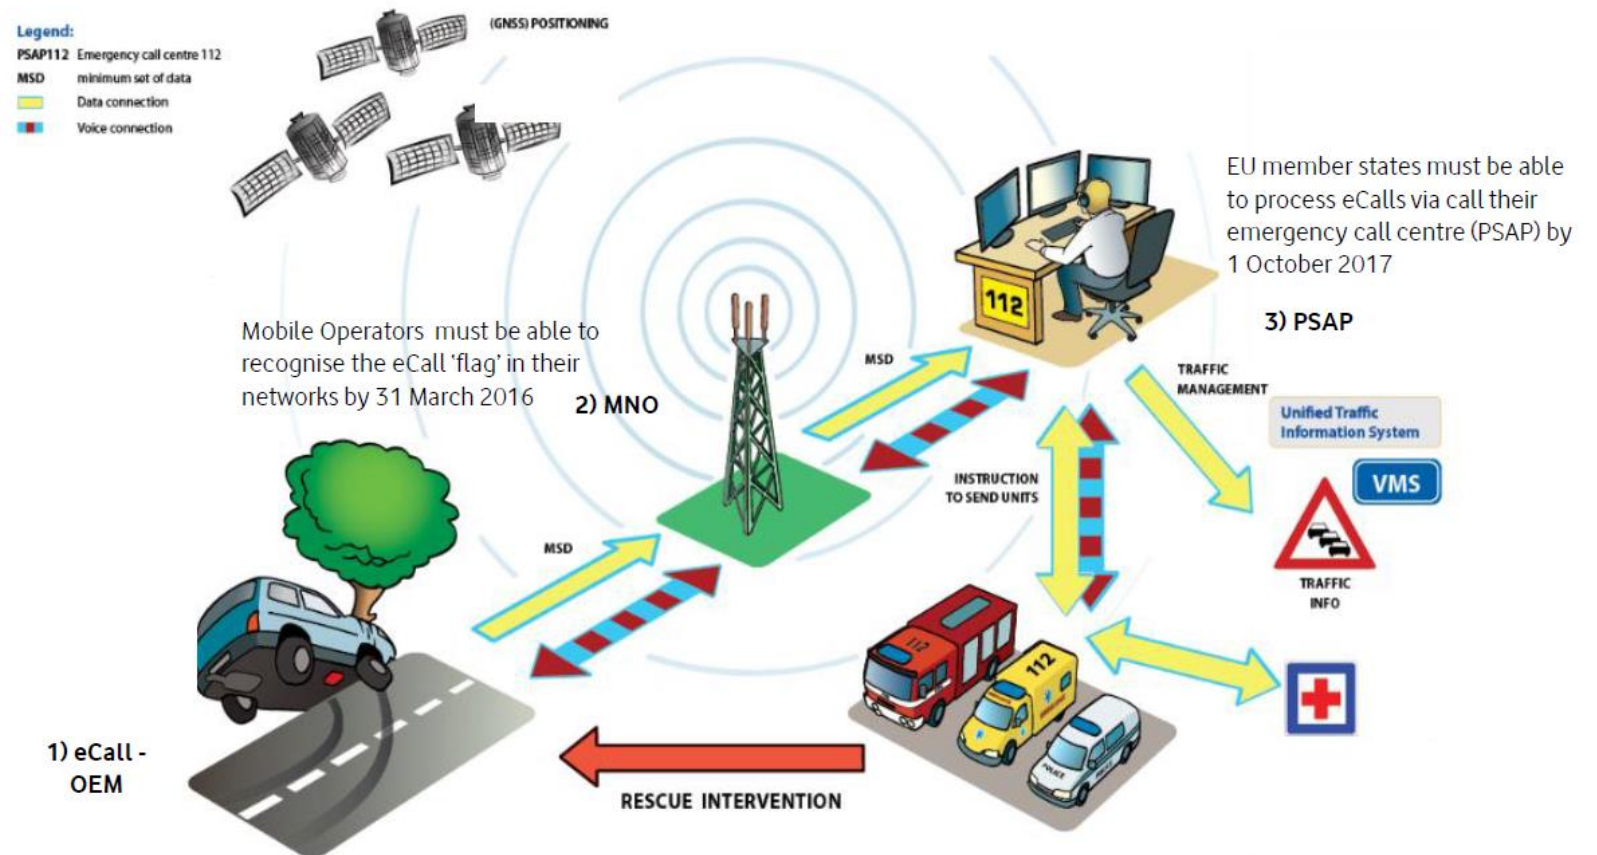 (GNSS) POSITIONING
Legend:
PSAP112 Emergency call centre 112
MSD minimum set of data
Data connection
Voice connection
EU member states must be able
to process eCalls via call their
emergency call centre (PSAP) by
1 October 2017
3) PSAP
112
Mobile Operators must be able to
recognise the eCall ‘flag’ in their
networks by 31 March 2016
2) MNO
MSD
TRAFFIC
MANAGEMENT
Unified Traffic
Information System
VMS
INSTRUCTION
TO SEND UNITS
MSD
TRAFFIC
INFO
112
112
POLICE
POLICE
1) eCall -
OEM
RESCUE INTERVENTION